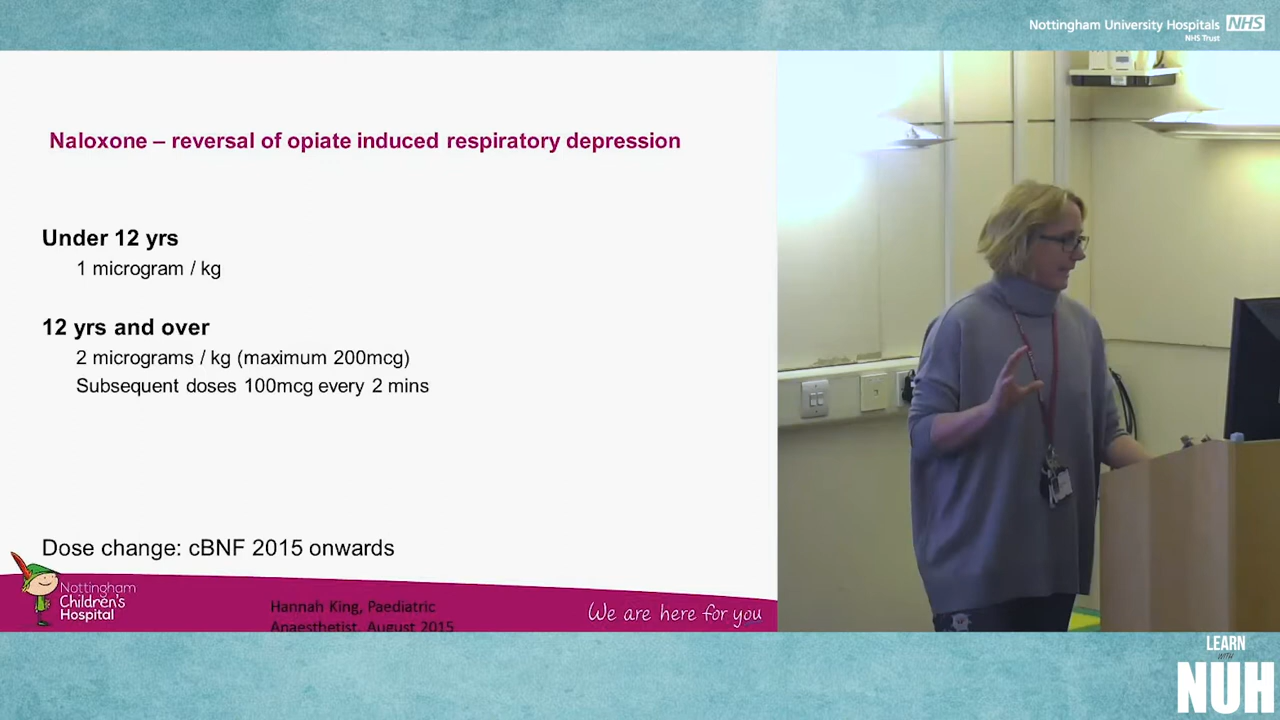 Nottingham University Hospitals NHS
NHS Trust
Naloxone – reversal of opiate induced respiratory depression
Under 12 yrs
1 microgram / kg
12 yrs and over
2 micrograms / kg (maximum 200mcg)
Subsequent doses 100mcg every 2 mins
Dose change: cBNF 2015 onwards
Nottingham
Children's
Hospital
Hannah King, Paediatric
Anaesthetist, August 2015
We are here for you
LEARN
WITH
NUH